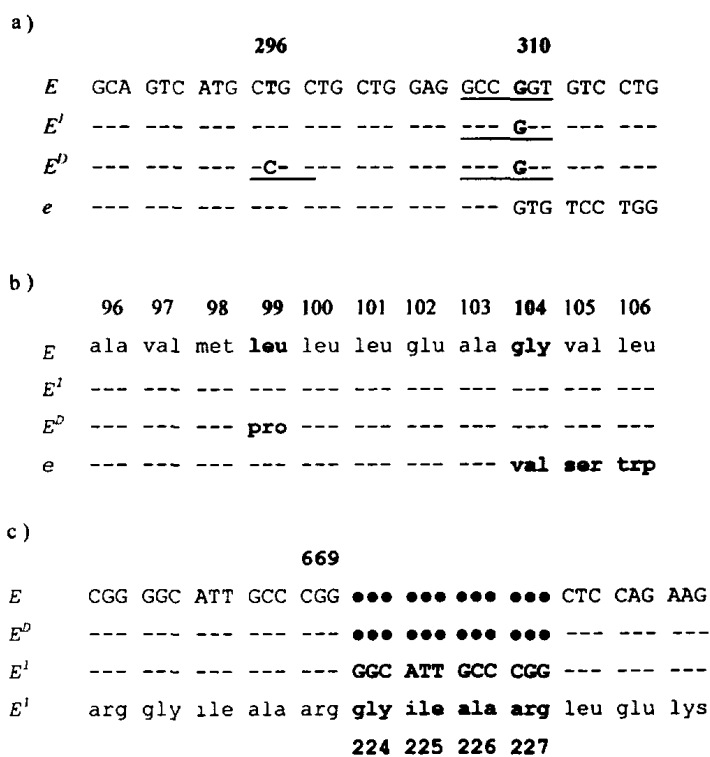 a)
296 310
E GCA GTC ATG CTG CTG CTG GAG GCC GGT GTC CTG
E1 --- --- --- --- --- --- --- --- G-- --- ---
ED --- --- --- -C- --- --- --- --- G-- --- ---
e --- --- --- --- --- --- --- --- GTG TCC TGG
b)
96 97 98 99 100 101 102 103 104 105 106
E ala val met leu leu leu glu ala gly val leu
E1 --- --- --- --- --- --- --- --- --- --- ---
ED --- --- --- pro --- --- --- --- --- --- ---
e --- --- --- --- --- --- --- --- val ser trp
c)
669
E CGG GGC ATT GCC CGG ••• ••• ••• ••• CTC CAG AAG
ED --- --- --- --- --- ••• ••• ••• ••• --- --- ---
E1 --- --- --- --- --- GGC ATT GCC CGG --- --- ---
E1 arg gly ile ala arg gly ile ala arg leu glu lys
224 225 226 227